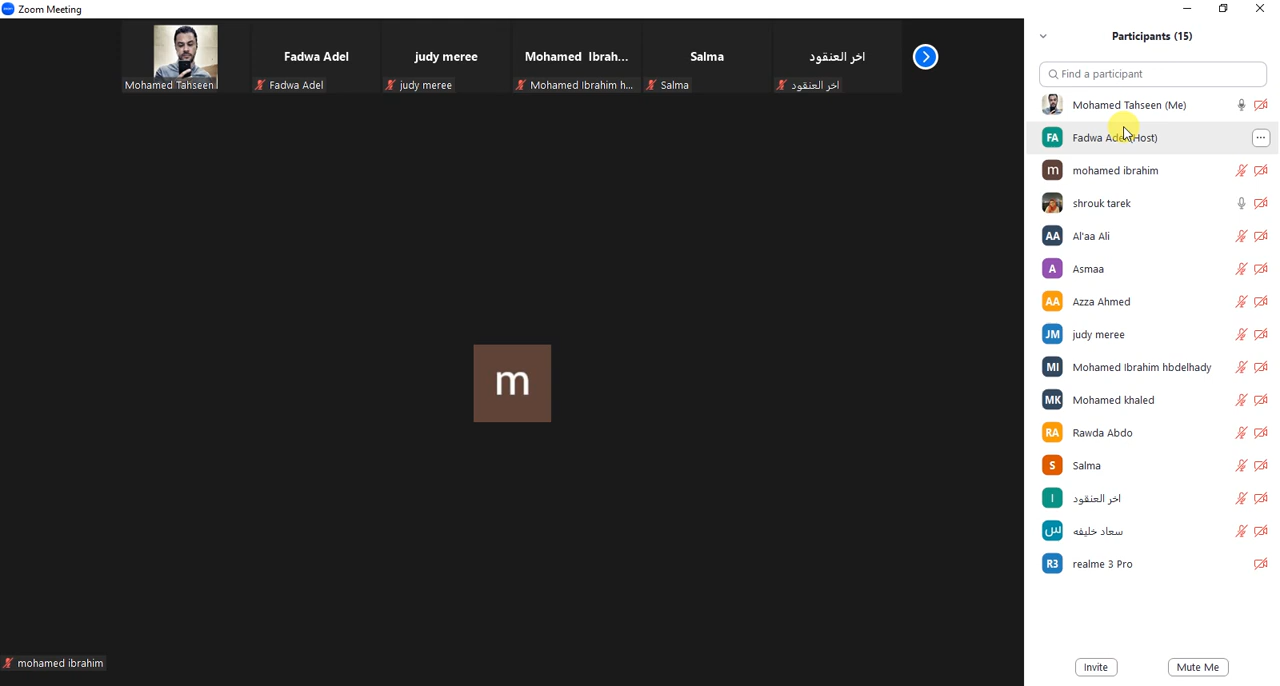 Zoom Meeting
Fadwa Adel
judy meree
Mohamed Ibrah...
Salma
اخر العنقود
Mohamed Tahseen
Fadwa Adel
judy meree
Mohamed Ibrahim h...
Salma
اخر العنقود
m
mohamed ibrahim
Participants (15)
Find a participant
Mohamed Tahseen (Me)
FA Fadwa Adel (Host)
m mohamed ibrahim
shrouk tarek
AA Al'aa Ali
A Asmaa
AA Azza Ahmed
JM judy meree
MI Mohamed Ibrahim hbdelhady
MK Mohamed khaled
RA Rawda Abdo
S Salma
ا اخر العنقود
س سعاد خليفه
R3 realme 3 Pro
Invite Mute Me